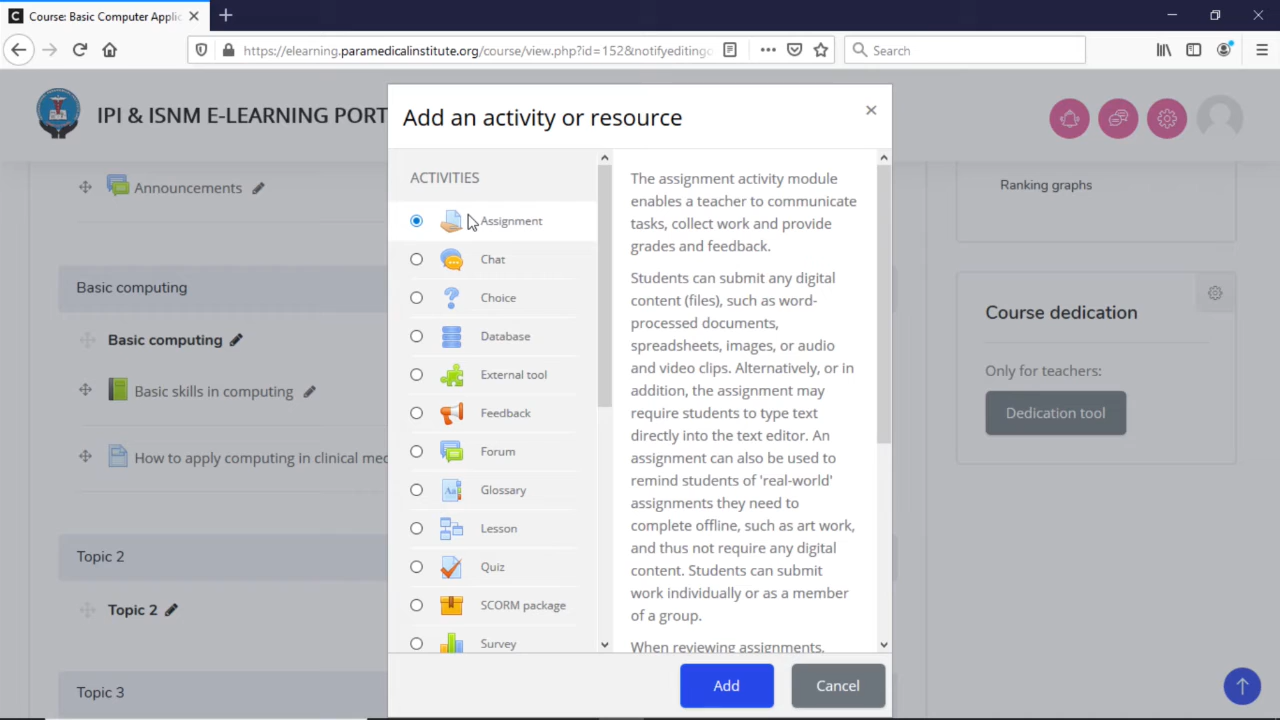 Course: Basic Computer Applic
https://elearning.paramedicalinstitute.org/course/view.php?id=152&notifyeditingo
Search
IPI & ISNM E-LEARNING PORT
Announcements
Basic computing
Basic computing
Basic skills in computing
How to apply computing in clinical med
Topic 2
Topic 2
Topic 3
Add an activity or resource
ACTIVITIES
Assignment
Chat
Choice
Database
External tool
Feedback
Forum
Glossary
Lesson
Quiz
SCORM package
Survey
The assignment activity module
enables a teacher to communicate
tasks, collect work and provide
grades and feedback.
Students can submit any digital
content (files), such as word-
processed documents,
spreadsheets, images, or audio
and video clips. Alternatively, or in
addition, the assignment may
require students to type text
directly into the text editor. An
assignment can also be used to
remind students of 'real-world'
assignments they need to
complete offline, such as art work,
and thus not require any digital
content. Students can submit
work individually or as a member
of a group.
When reviewing assignments,
Add
Cancel
Ranking graphs
Course dedication
Only for teachers:
Dedication tool